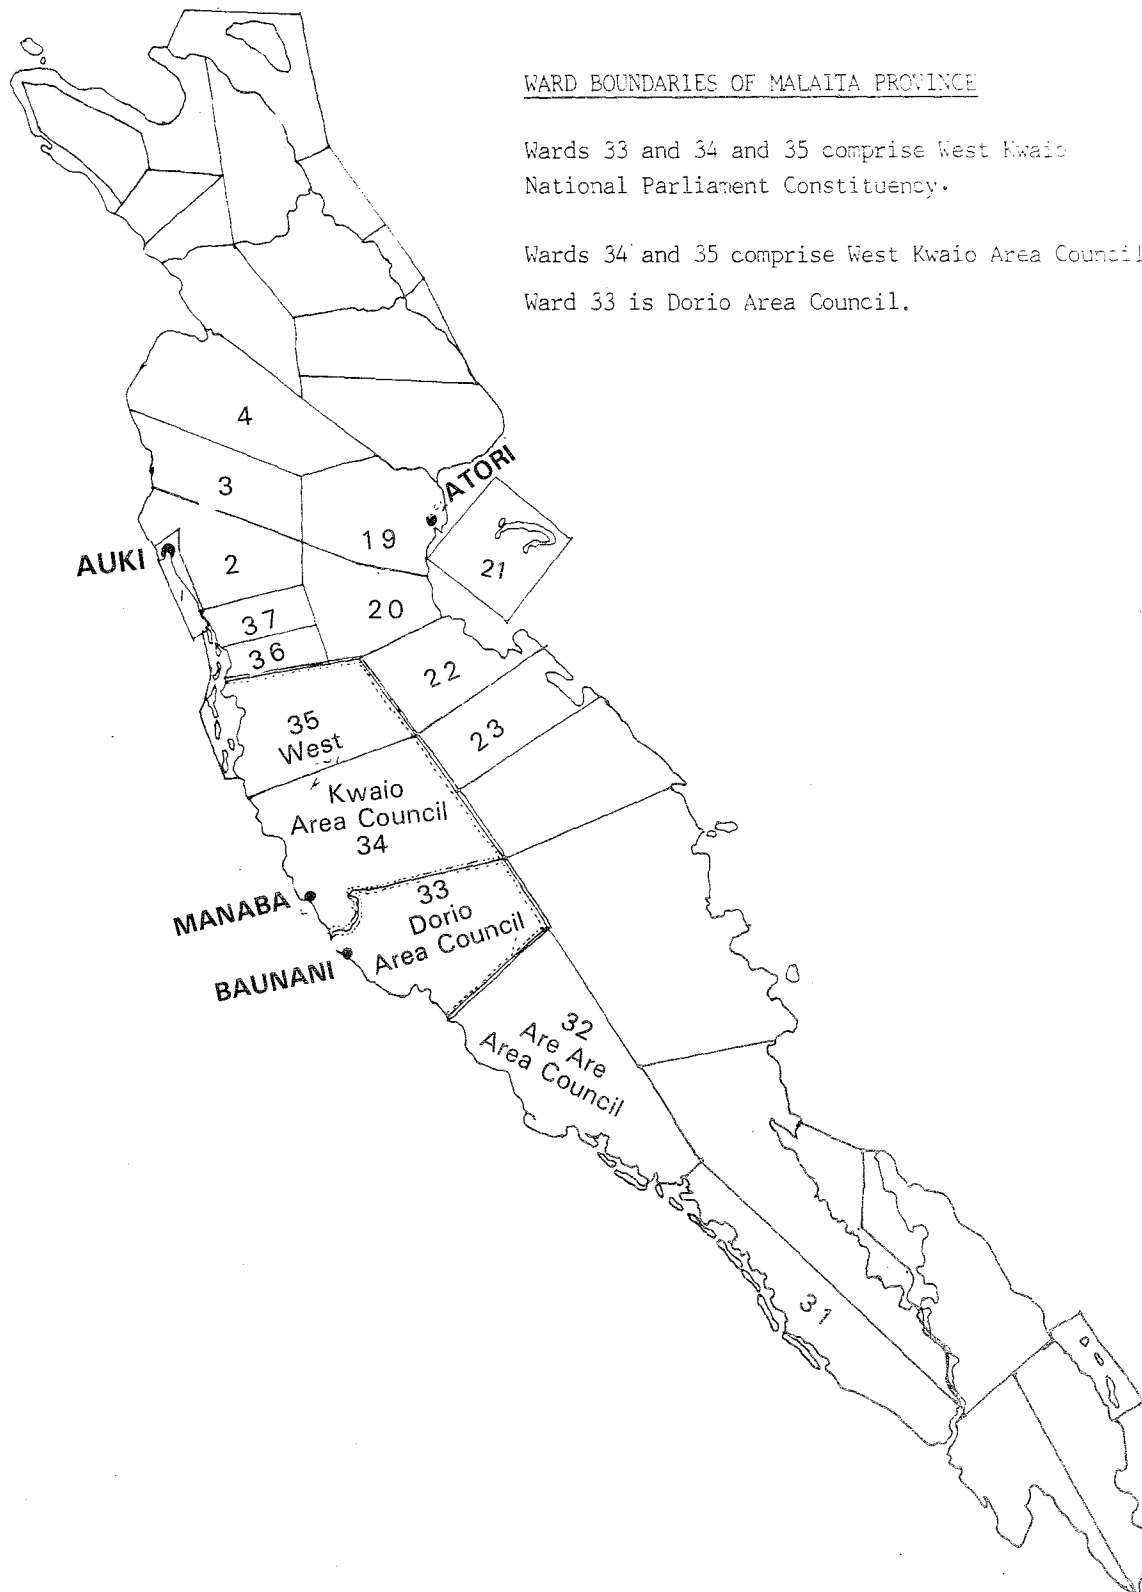 WARD BOUNDARIES OF MALAITA PROVINCE
Wards 33 and 34 and 35 comprise West Kwaio
National Parliament Constituency.
Wards 34 and 35 comprise West Kwaio Area Council
Ward 33 is Dorio Area Council.
4
3
ATORI
19
21
AUKI
2
1
20
37
36
22
35
West
23
Kwaio
Area Council
34
33
Dorio
Area Council
MANABA
BAUNANI
32
Are Are
Area
Council
31